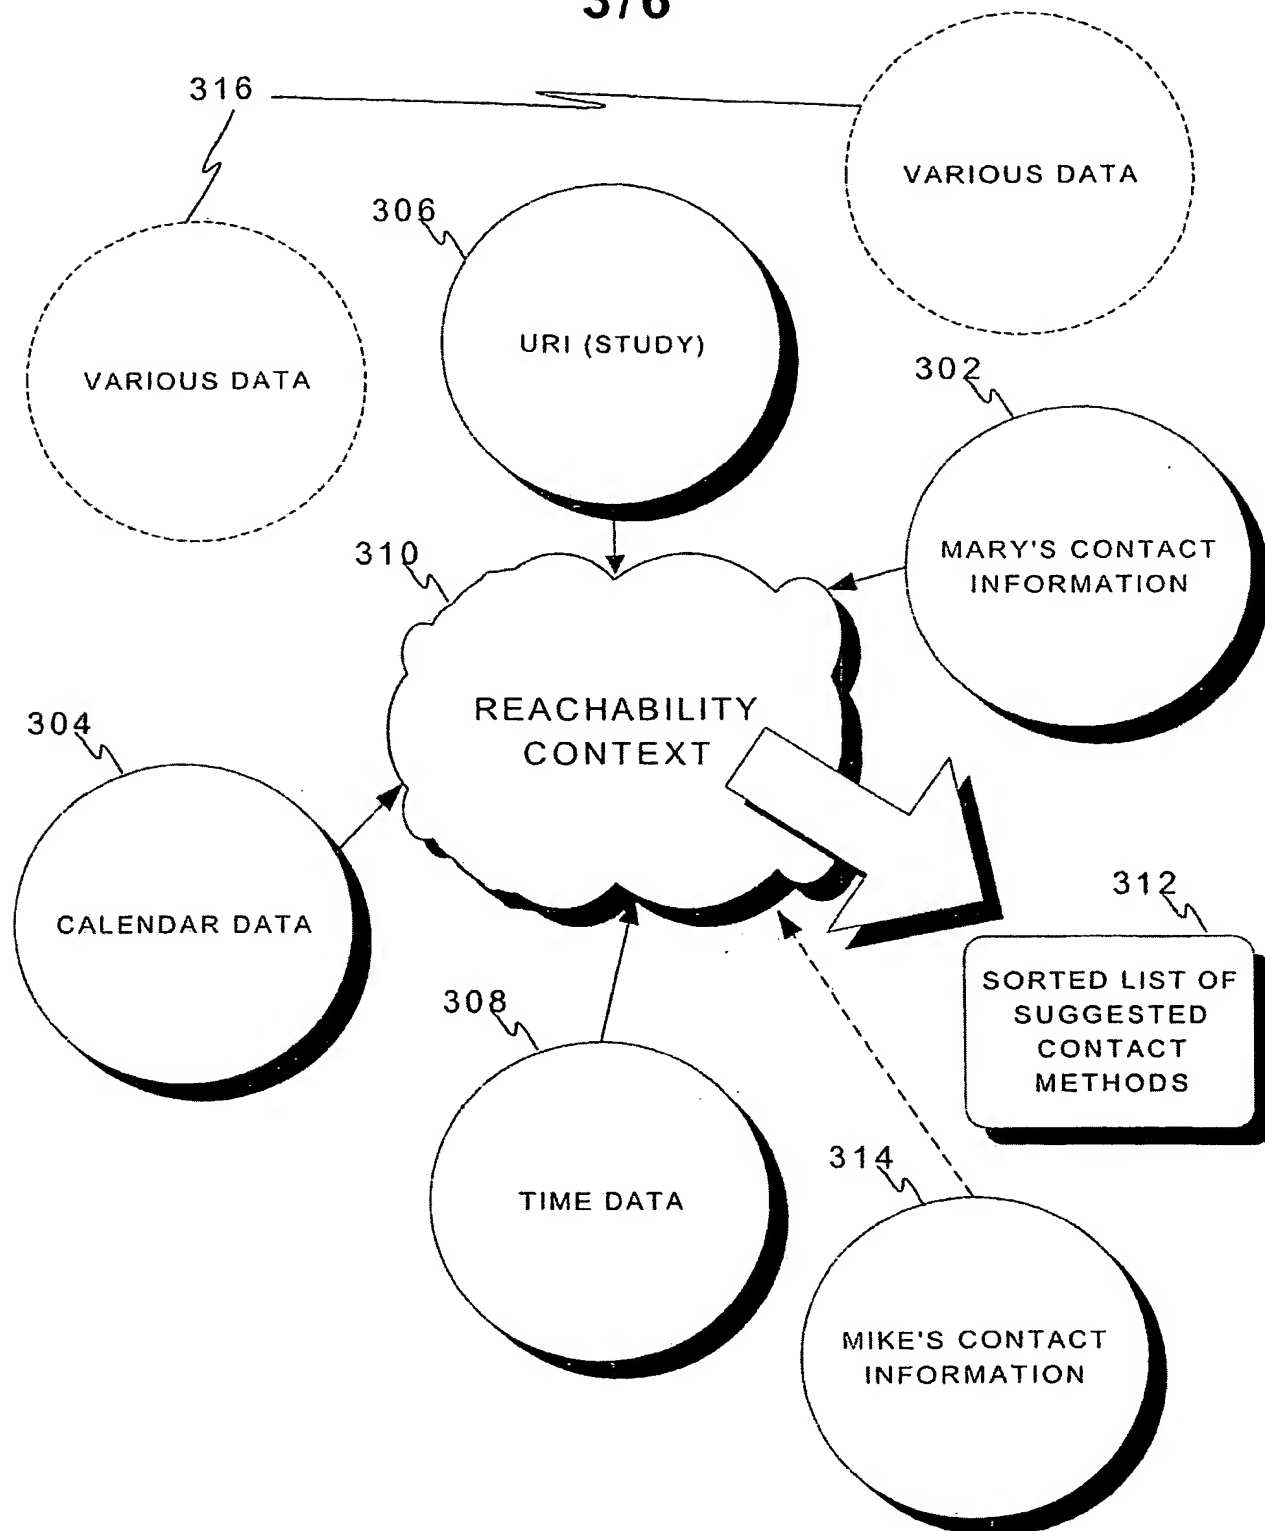 3/6
316
VARIOUS DATA
306
URI (STUDY)
VARIOUS DATA
302
MARY'S CONTACT
INFORMATION
310
REACHABILITY
CONTEXT
304
CALENDAR DATA
312
SORTED LIST OF
SUGGESTED
CONTACT
METHODS
308
TIME DATA
314
MIKE'S CONTACT
INFORMATION